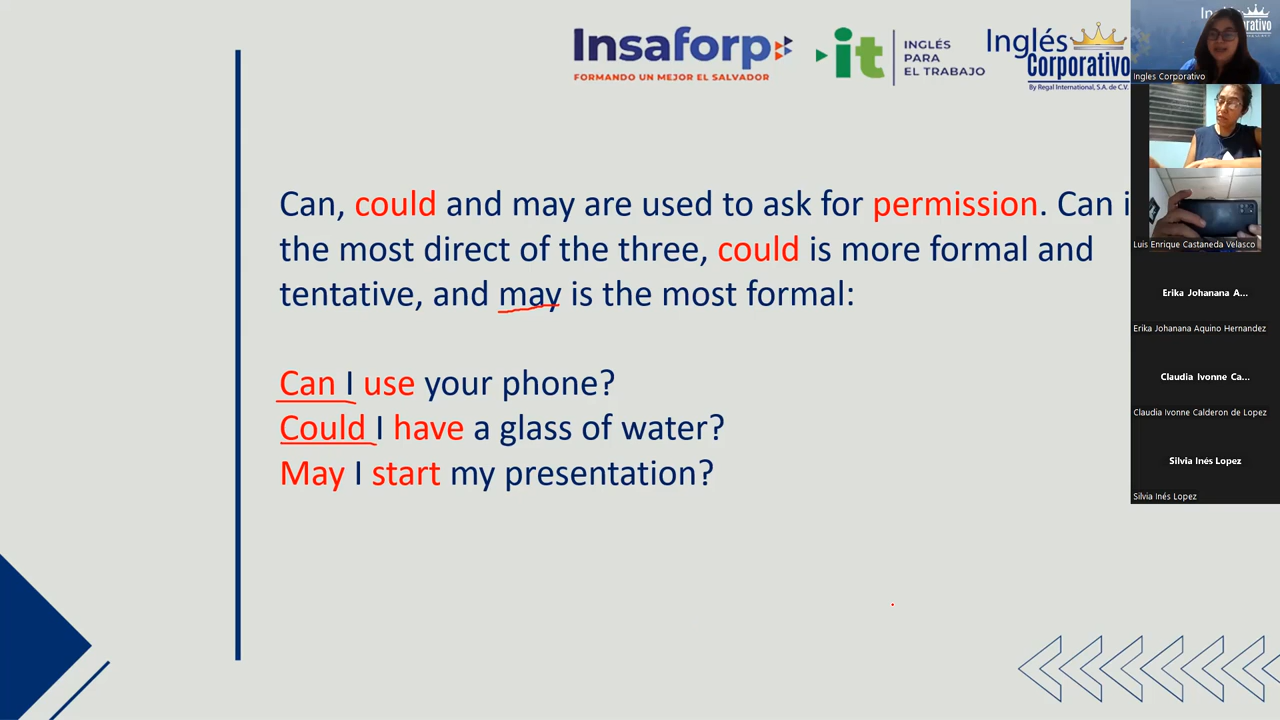 Insaforp
FORMANDO UN MEJOR EL SALVADOR
it
INGLÉS
PARA
EL TRABAJO
Inglés
Corporativo
By Regal International, S.A. de C.V.
Can, could and may are used to ask for permission. Can i
the most direct of the three, could is more formal and
tentative, and may is the most formal:
Can I use your phone?
Could I have a glass of water?
May I start my presentation?
Ingles Corporativo
Luis Enrique Castaneda Velasco
Erika Johanana A...
Erika Johanana Aquino Hernandez
Claudia Ivonne Ca...
Claudia Ivonne Calderon de Lopez
Silvia Inés Lopez
Silvia Inés Lopez